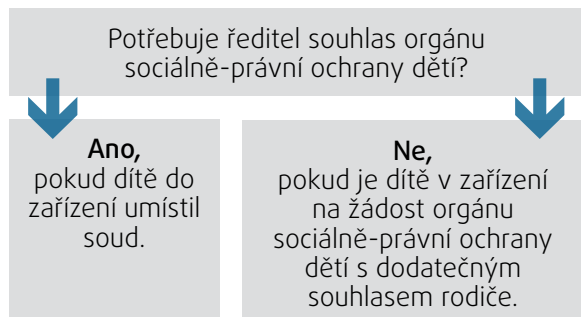 Potřebuje ředitel souhlas orgánu
sociálně-právní ochrany dětí?
Ano,
pokud dítě do
zařízení umístil
soud.
Ne,
pokud je dítě v zařízení
na žádost orgánu
sociálně-právní ochrany
dětí s dodatečným
souhlasem rodiče.